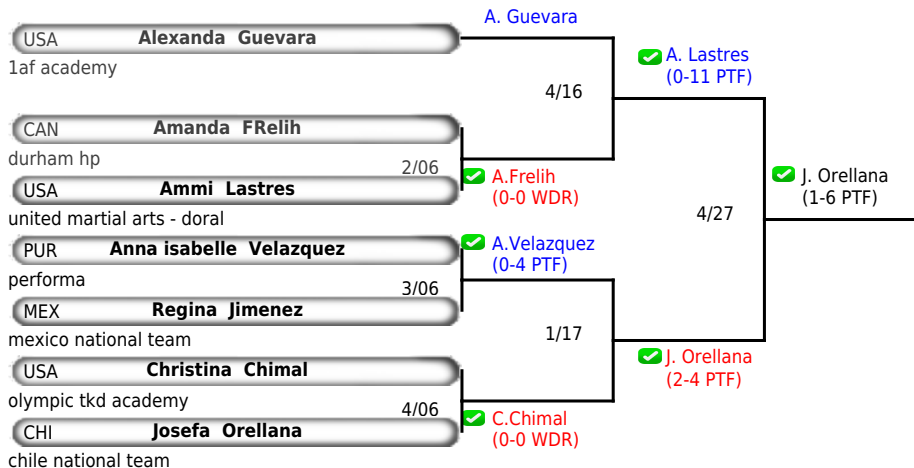 A. Guevara
USA Alexanda Guevara
1af academy
A. Lastres
(0-11 PTF)
4/16
CAN Amanda FRelih
durham hp
2/06
USA Ammi Lastres
united martial arts - doral
A.Frelih
(0-0 WDR)
J. Orellana
(1-6 PTF)
4/27
PUR Anna isabelle Velazquez
performa
A.Velazquez
(0-4 PTF)
3/06
MEX Regina Jimenez
mexico national team
1/17
USA Christina Chimal
olympic tkd academy
J. Orellana
(2-4 PTF)
4/06
CHI Josefa Orellana
chile national team
C.Chimal
(0-0 WDR)